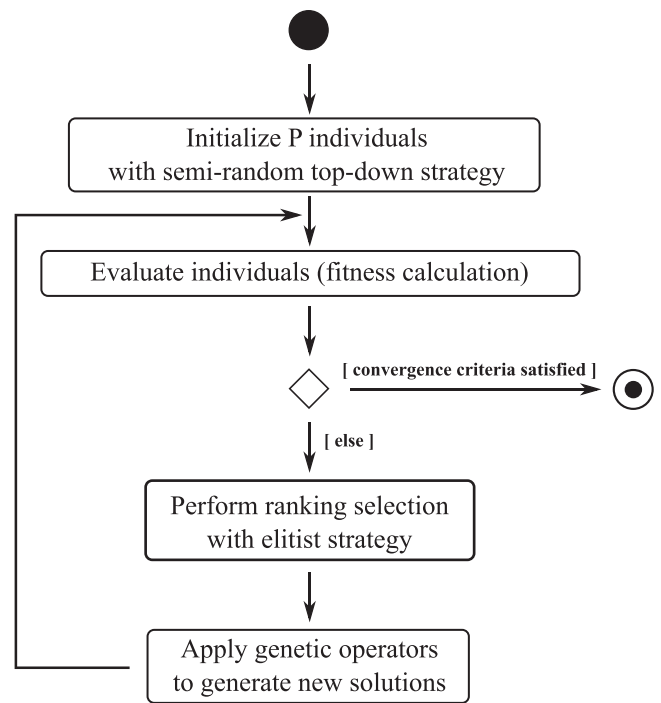 Initialize P individuals
with semi-random top-down strategy
Evaluate individuals (fitness calculation)
[ convergence criteria satisfied ]
[ else ]
Perform ranking selection
with elitist strategy
Apply genetic operators
to generate new solutions